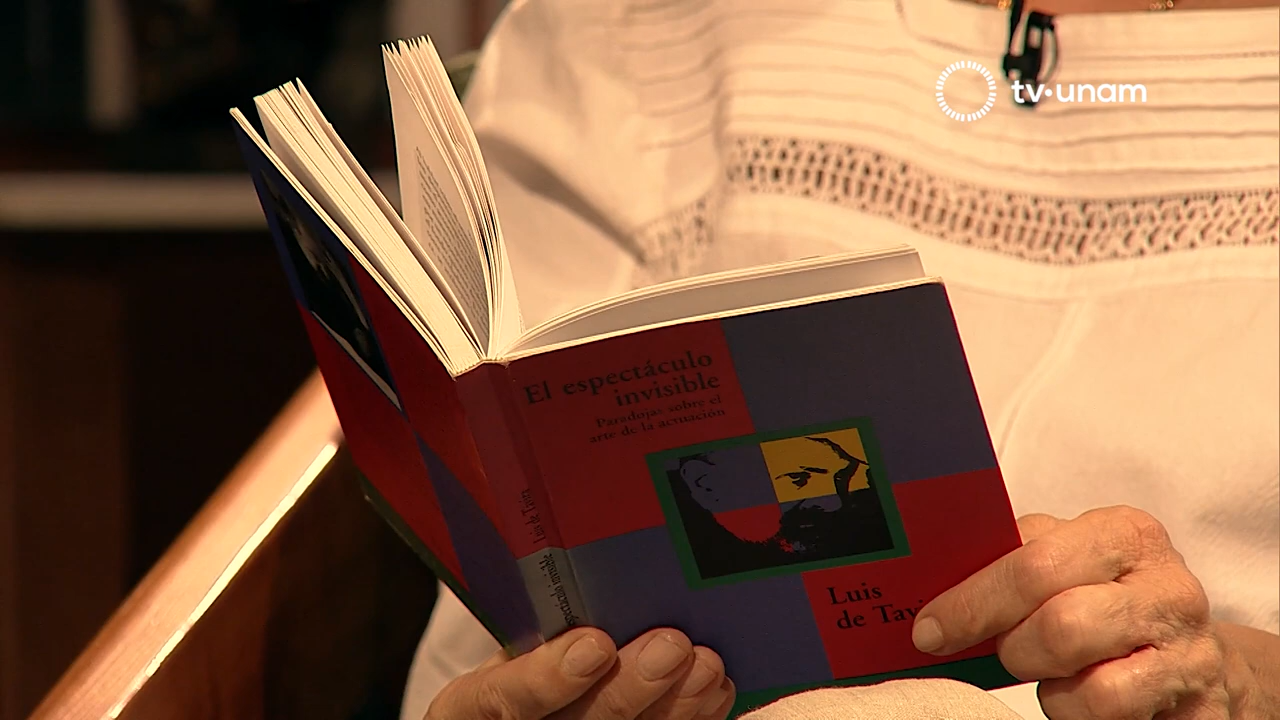 tv·unam
El espectáculo
invisible
Paradojas sobre el
arte de la actuación
Luis
de Tavi
Luis de Tavira
espectáculo invisible